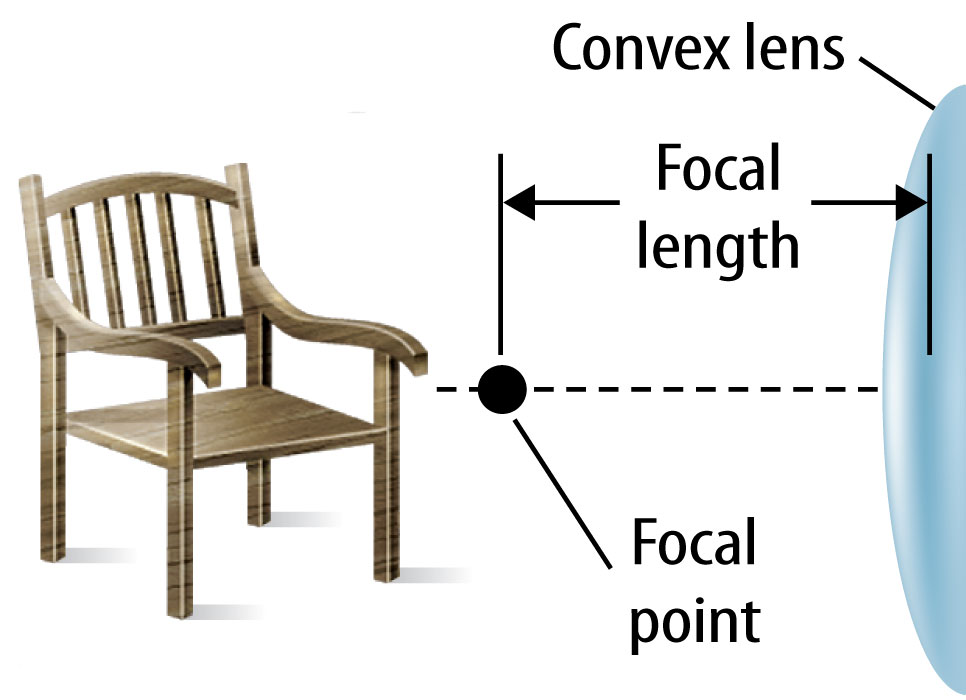 Convex lens
Focal
length
Focal
point